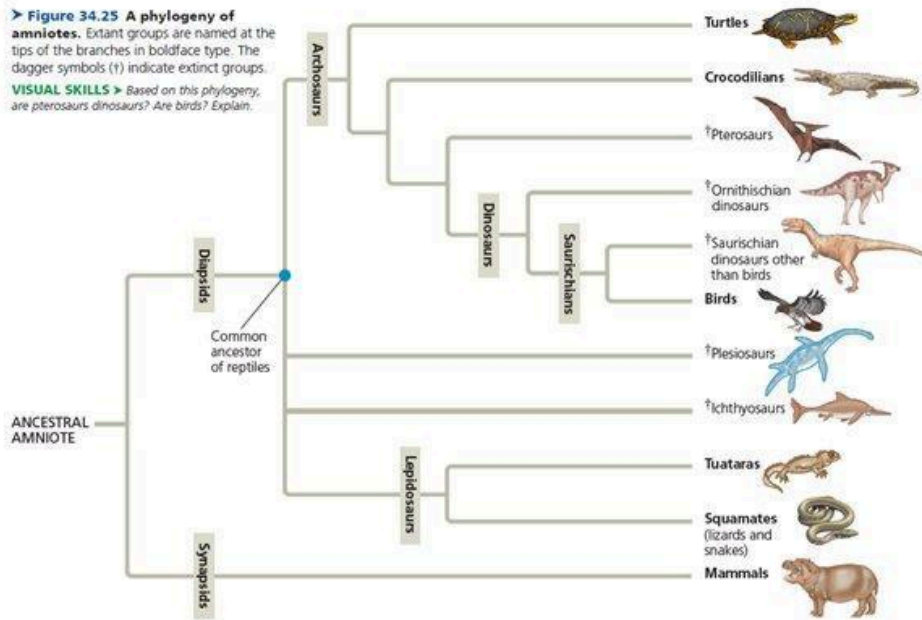 ➤ Figure 34.25 A phylogeny of
amniotes. Extant groups are named at the
tips of the branches in boldface type. The
dagger symbols (†) indicate extinct groups.
VISUAL SKILLS ➤ Based on this phylogeny,
are pterosaurs dinosaurs? Are birds? Explain.
Archosaurs
Turtles
Crocodilians
†Pterosaurs
Dinosaurs
†Ornithischian
dinosaurs
Saurischians
†Saurischian
dinosaurs other
than birds
Birds
Diapsids
Common
ancestor
of reptiles
†Plesiosaurs
†Ichthyosaurs
ANCESTRAL
AMNIOTE
Lepidosaurs
Tuataras
Squamates
(lizards and
snakes)
Synapsids
Mammals